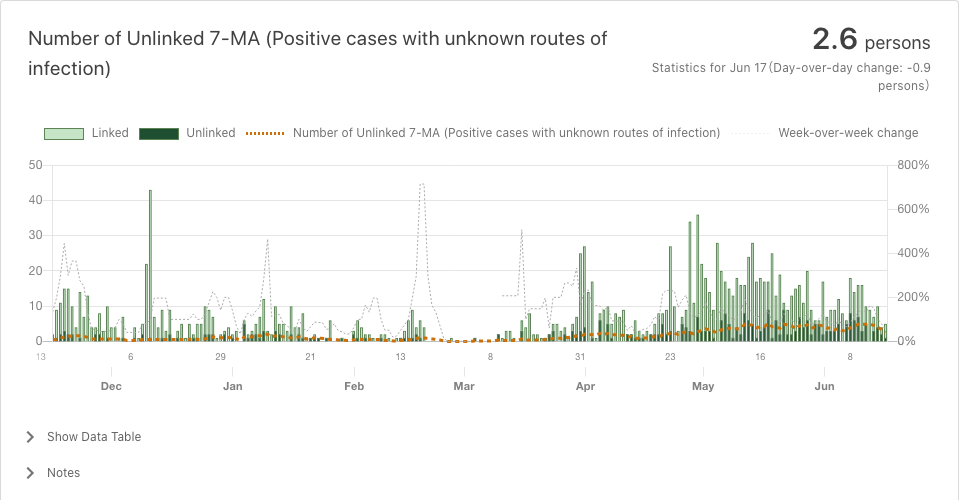 Number of Unlinked 7-MA (Positive cases with unknown routes of
infection)
2.6 persons
Statistics for Jun 17(Day-over-day change: -0.9
persons)
Linked Unlinked Number of Unlinked 7-MA (Positive cases with unknown routes of infection) Week-over-week change
50 800%
40
600%
30
400%
20
200%
10
0 0%
13 6 29 21 13 8 31 23 16 8
Dec Jan Feb Mar Apr May Jun
Show Data Table
Notes